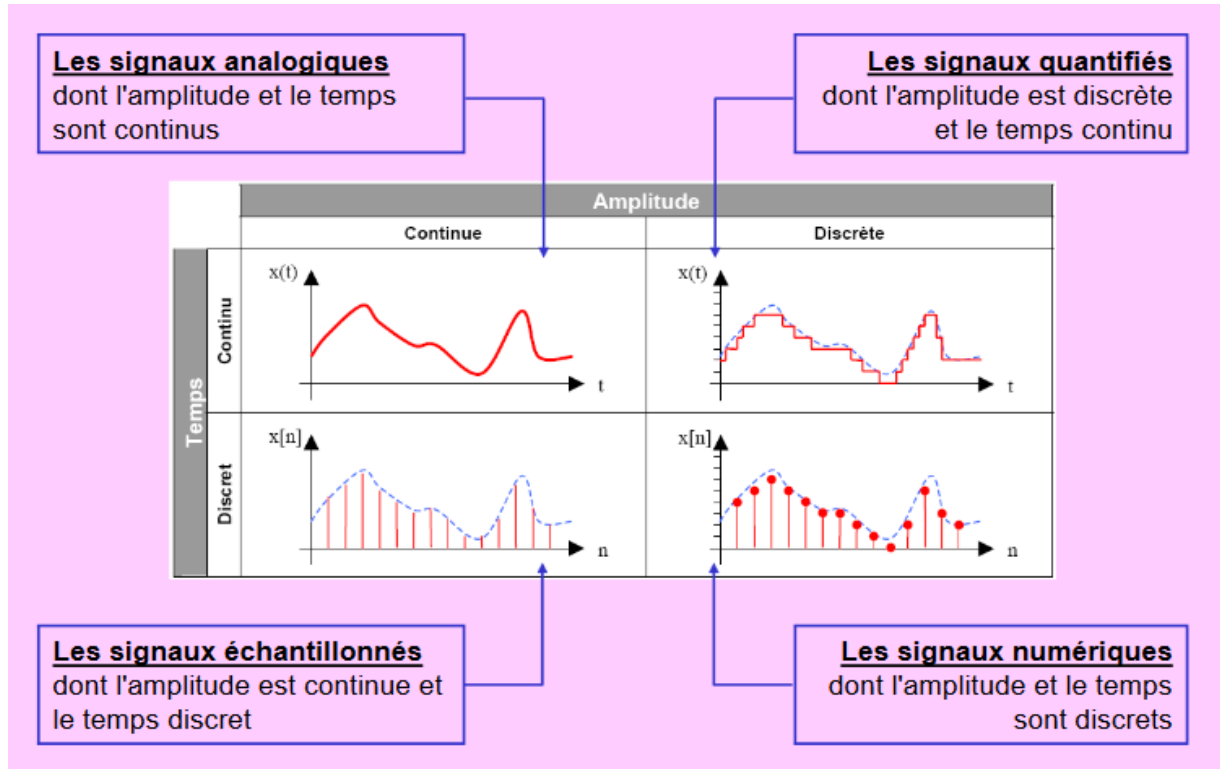 Les signaux analogiques
dont l'amplitude et le temps
sont continus
Les signaux quantifiés
dont l'amplitude est discrète
et le temps continu
Amplitude
Continue
Discrète
Temps
Continu
x(t)
t
x(t)
t
Discret
x[n]
n
x[n]
n
Les signaux échantillonnés
dont l'amplitude est continue et
le temps discret
Les signaux numériques
dont l'amplitude et le temps
sont discrets